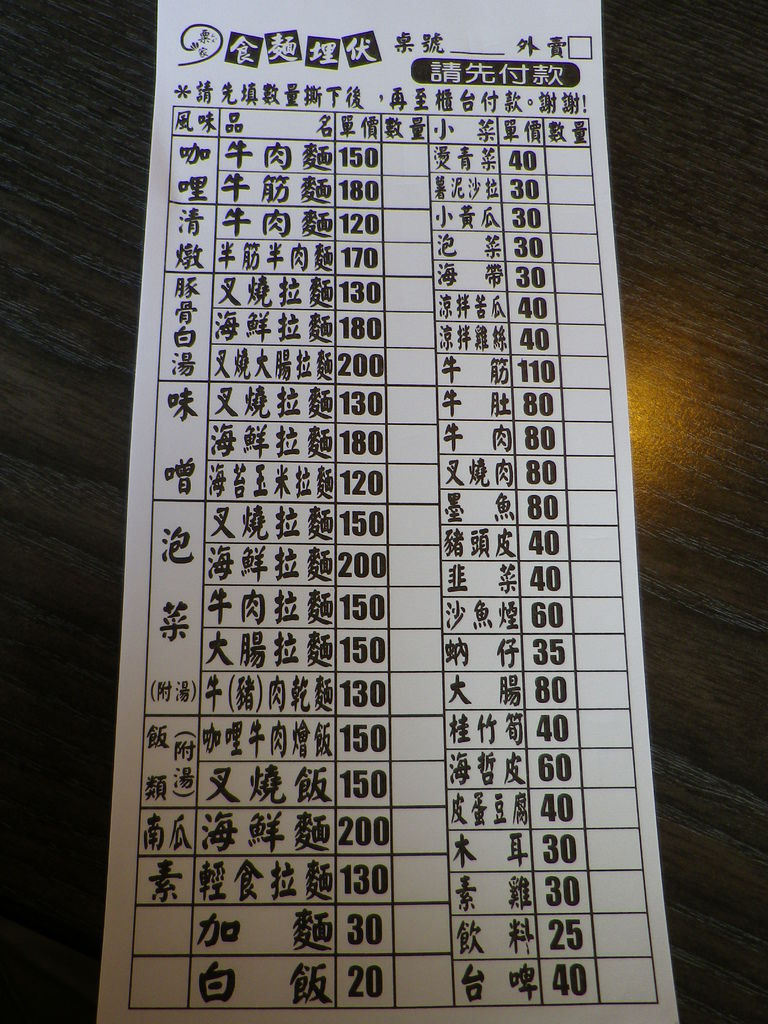 栗家 食麵埋伏 桌號 外賣
請先付款
*請先填數量撕下後,再至櫃台付款。謝謝!
風味 品名 單價 數量 小菜 單價 數量
咖哩 牛肉麵 150 燙青菜 40
牛筋麵 180 薯泥沙拉 30
清燉 牛肉麵 120 小黃瓜 30
半筋半肉麵 170 泡菜 30
海帶 30
豚骨白湯 叉燒拉麵 130 涼拌苦瓜 40
海鮮拉麵 180 涼拌雞絲 40
叉燒大腸拉麵 200 牛筋 110
味噌 叉燒拉麵 130 牛肚 80
海鮮拉麵 180 牛肉 80
海苔玉米拉麵 120 叉燒肉 80
泡菜 叉燒拉麵 150 墨魚 80
海鮮拉麵 200 豬頭皮 40
牛肉拉麵 150 韭菜 40
大腸拉麵 150 沙魚煙 60
蚋仔 35
(附湯) 牛(豬)肉乾麵 130 大腸 80
飯類(附湯) 咖哩牛肉燴飯 150 桂竹筍 40
叉燒飯 150 海哲皮 60
南瓜 海鮮麵 200 皮蛋豆腐 40
木耳 30
素 輕食拉麵 130 素雞 30
加麵 30 飲料 25
白飯 20 台啤 40